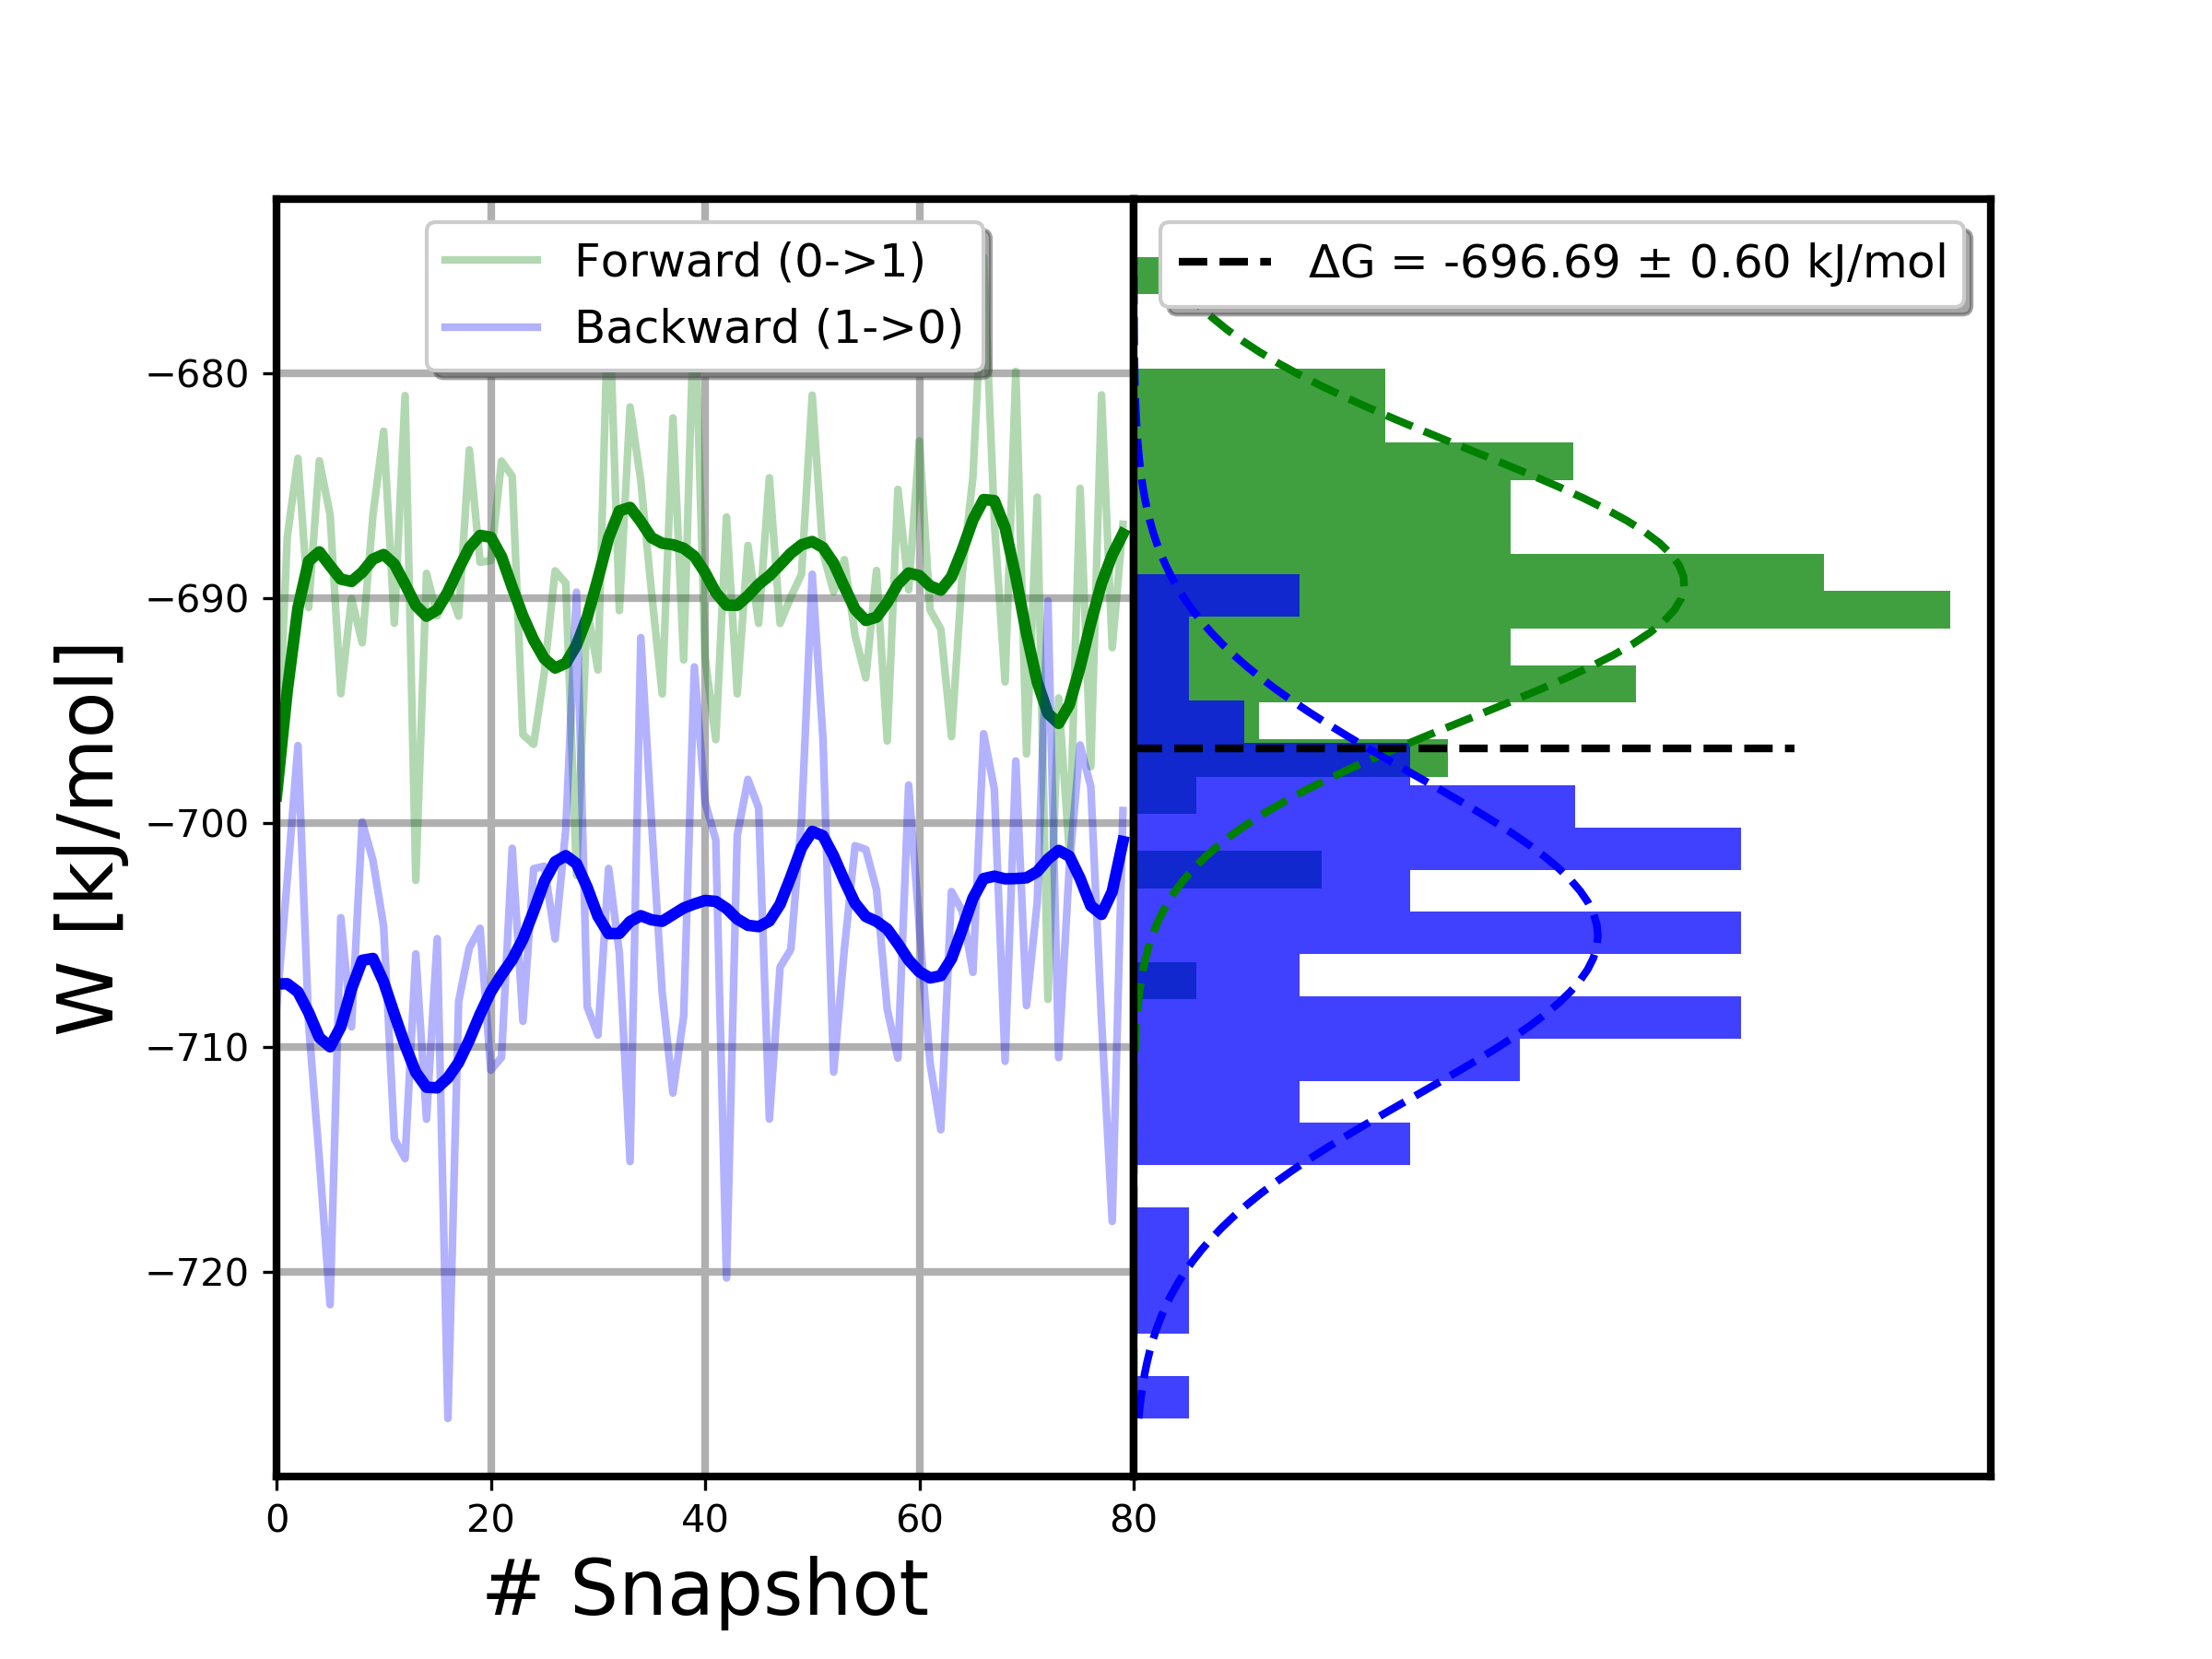 Forward (0->1)
Backward (1->0)
ΔG = -696.69 ± 0.60 kJ/mol
W [kJ/mol]
−680
−690
−700
−710
−720
0
20
40
60
80
# Snapshot